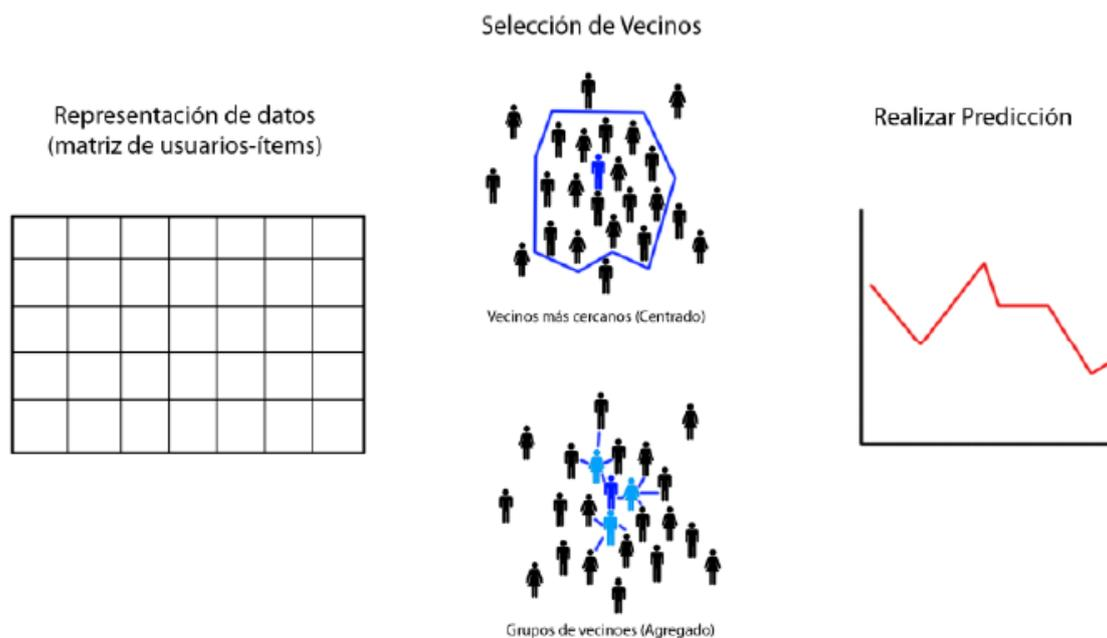 Selección de Vecinos
Representación de datos
(matriz de usuarios-ítems)
Realizar Predicción
Vecinos más cercanos (Centrado)
Grupos de vecinoes (Agregado)